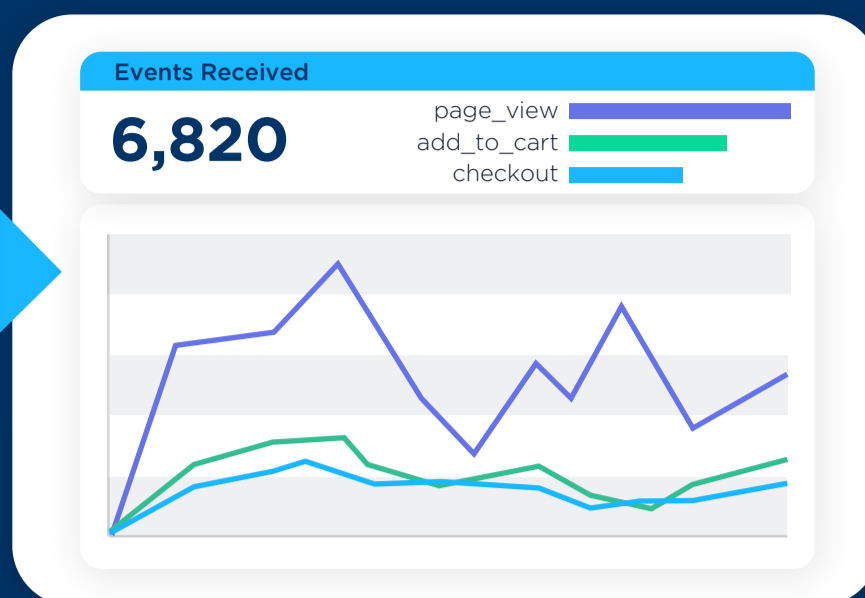 Events Received
6,820
page_view
add_to_cart
checkout